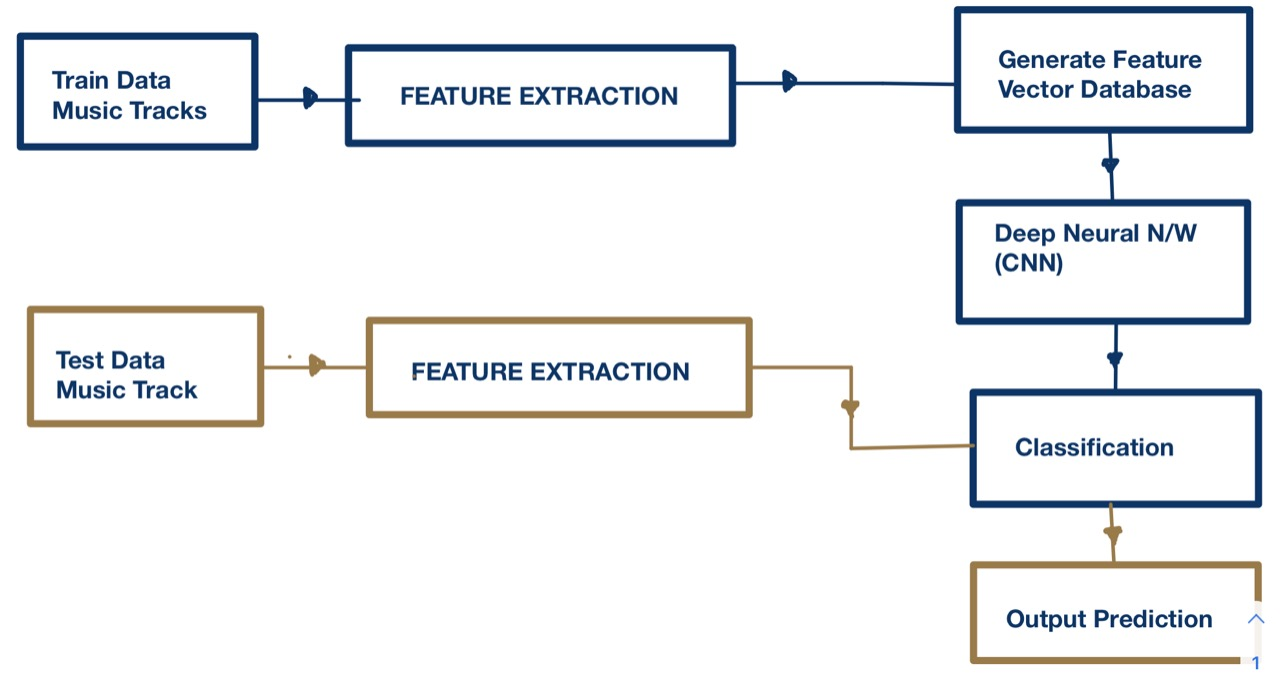 Train Data
Music Tracks
FEATURE EXTRACTION
Generate Feature
Vector Database
Deep Neural N/W
(CNN)
Test Data
Music Track
FEATURE EXTRACTION
Classification
Output Prediction
1